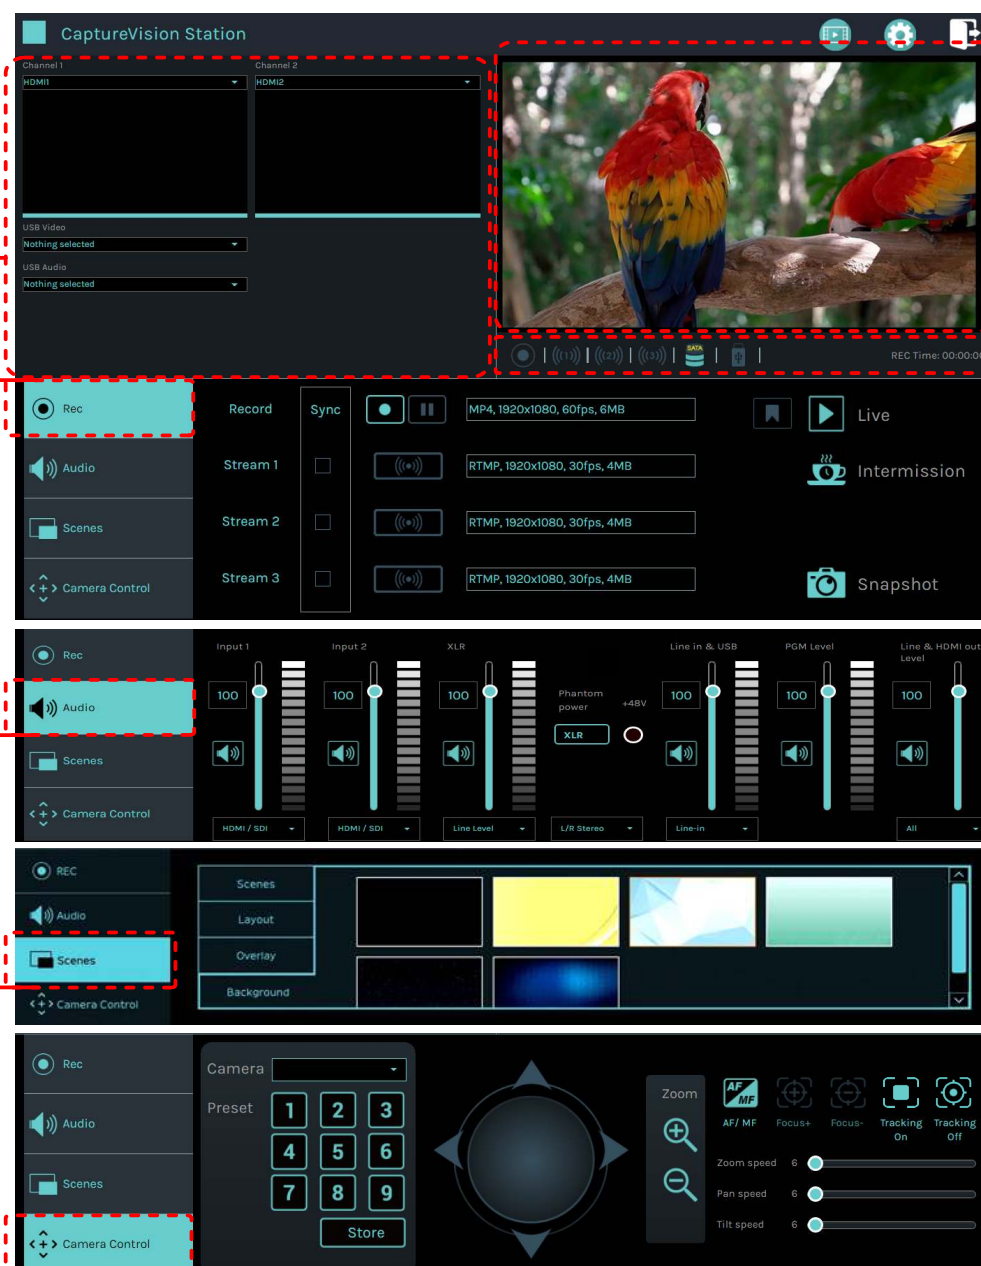 CaptureVision Station
Channel 1
Channel 2
HDMI1
HDMI2
USB Video
Nothing selected
USB Audio
Nothing selected
((1))
((2))
((3))
SATA
REC Time: 00:00:00
Rec
Audio
Scenes
Camera Control
Record
Sync
MP4, 1920x1080, 60fps, 6MB
Live
Stream 1
RTMP, 1920x1080, 30fps, 4MB
Intermission
Stream 2
RTMP, 1920x1080, 30fps, 4MB
Stream 3
RTMP, 1920x1080, 30fps, 4MB
Snapshot
Rec
Audio
Scenes
Camera Control
Input 1
Input 2
XLR
Line in & USB
PGM Level
Line & HDMI out
Level
100
100
100
Phantom
power
+48V
XLR
100
100
100
HDMI / SDI
HDMI / SDI
Line Level
L/R Stereo
Line-in
All
REC
Audio
Scenes
Camera Control
Scenes
Layout
Overlay
Background
Rec
Audio
Scenes
Camera Control
Camera
Preset
1 2 3
4 5 6
7 8 9
Store
Zoom
AF
MF
AF/ MF
Focus+
Focus-
Tracking
On
Tracking
Off
Zoom speed 6
Pan speed 6
Tilt speed 6